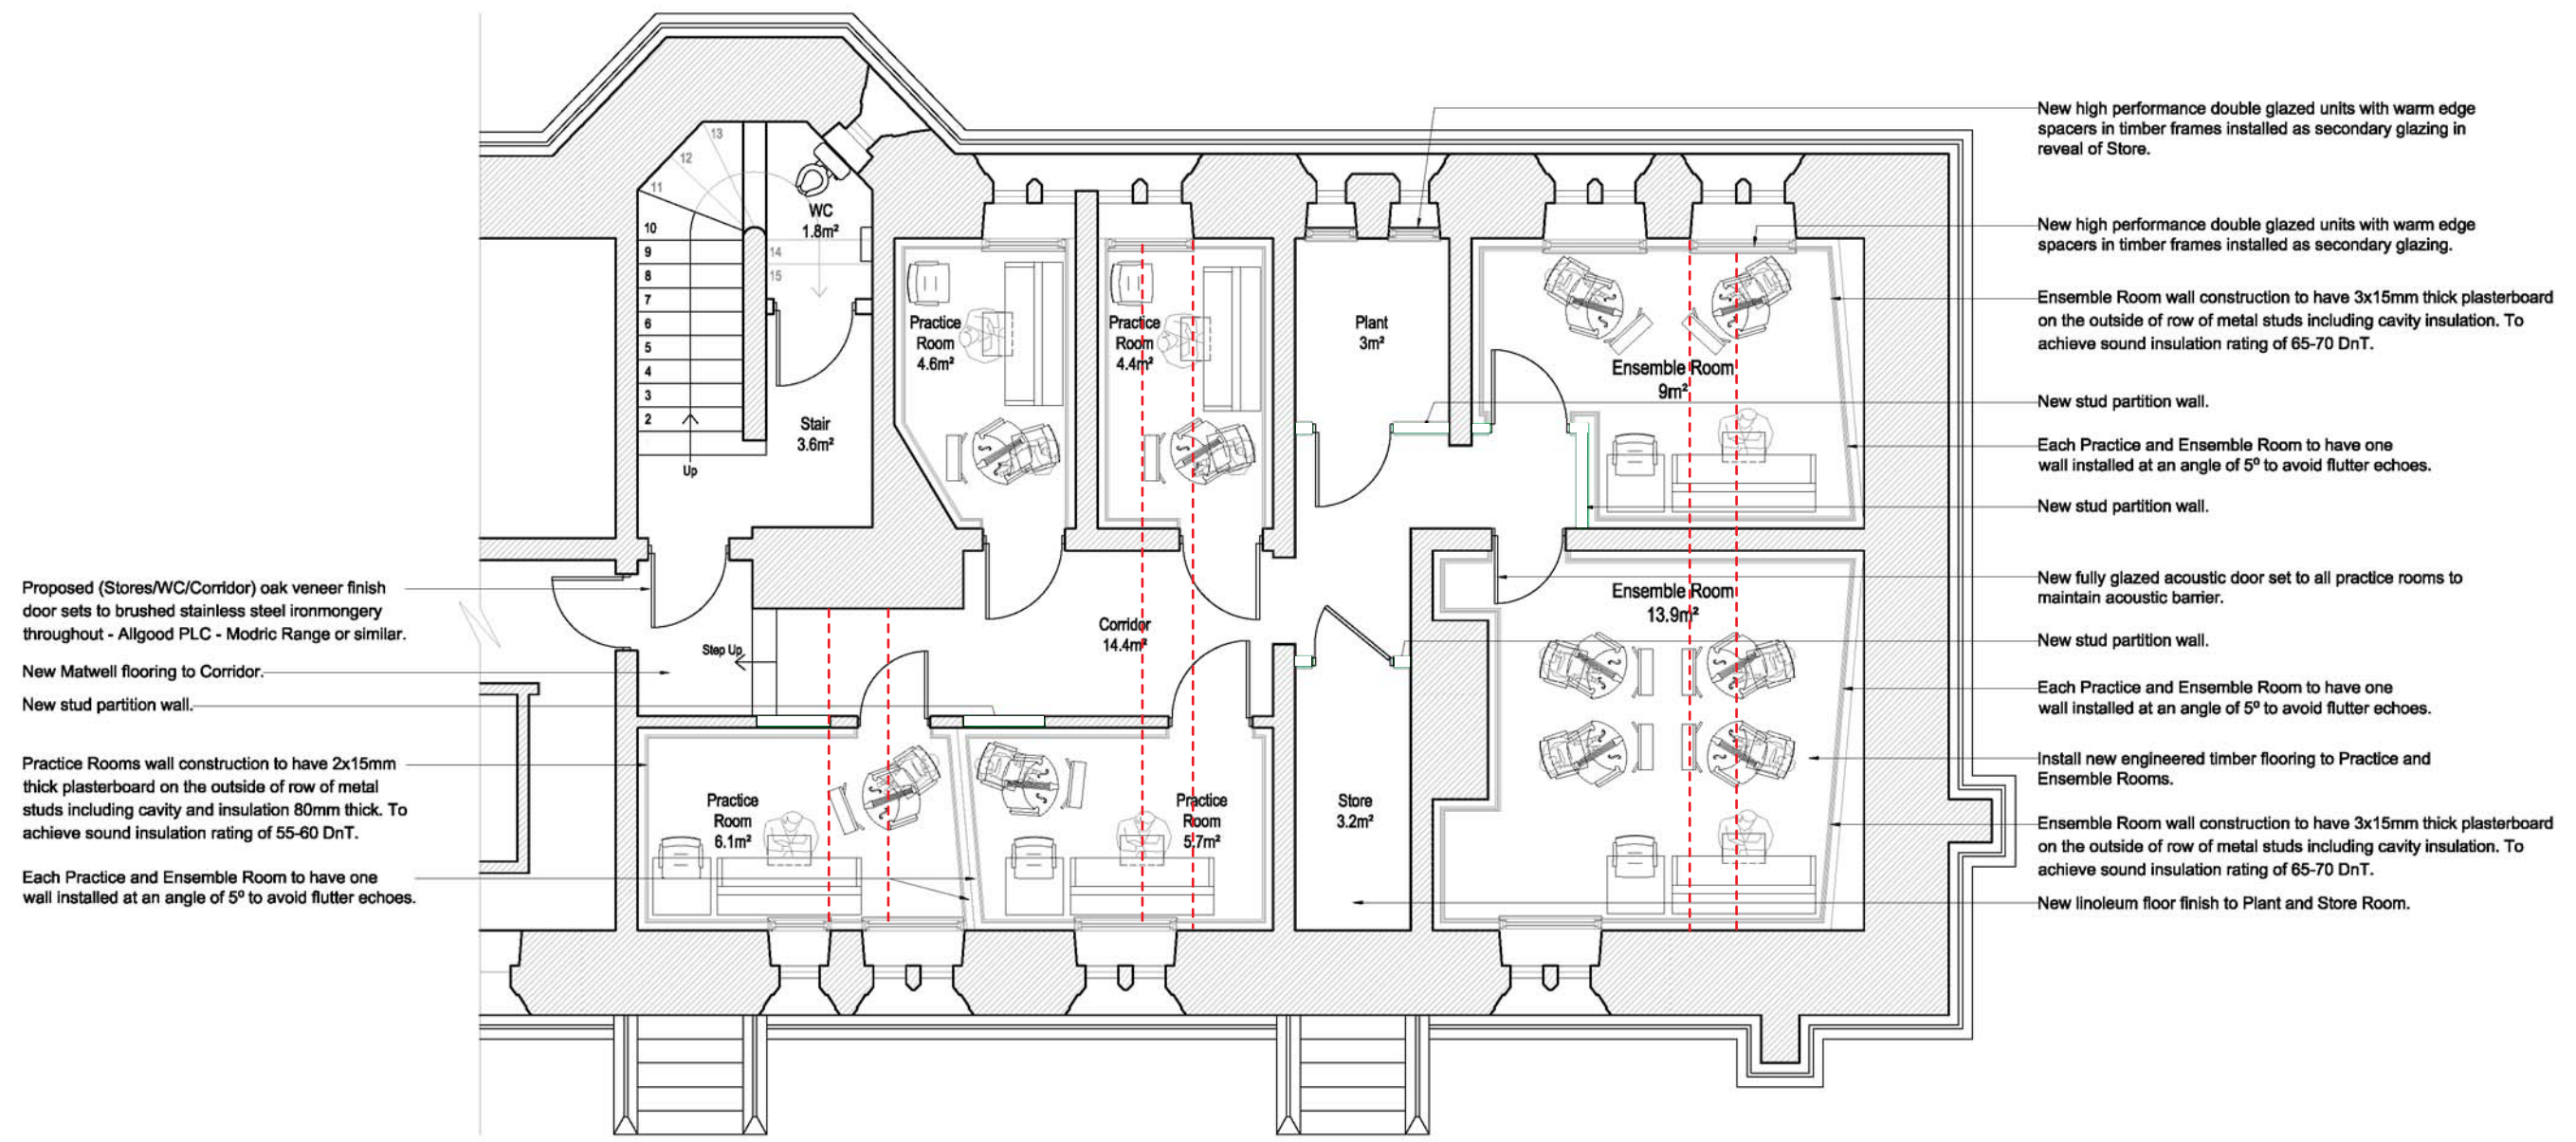 New high performance double glazed units with warm edge
spacers in timber frames installed as secondary glazing in
reveal of Store.
New high performance double glazed units with warm edge
spacers in timber frames installed as secondary glazing.
Ensemble Room wall construction to have 3x15mm thick plasterboard
on the outside of row of metal studs including cavity insulation. To
achieve sound insulation rating of 65-70 DnT.
New stud partition wall.
Each Practice and Ensemble Room to have one
wall installed at an angle of 5º to avoid flutter echoes.
New stud partition wall.
New fully glazed acoustic door set to all practice rooms to
maintain acoustic barrier.
New stud partition wall.
Each Practice and Ensemble Room to have one
wall installed at an angle of 5º to avoid flutter echoes.
Install new engineered timber flooring to Practice and
Ensemble Rooms.
Ensemble Room wall construction to have 3x15mm thick plasterboard
on the outside of row of metal studs including cavity insulation. To
achieve sound insulation rating of 65-70 DnT.
New linoleum floor finish to Plant and Store Room.
Proposed (Stores/WC/Corridor) oak veneer finish
door sets to brushed stainless steel ironmongery
throughout - Allgood PLC - Modric Range or similar.
New Matwell flooring to Corridor.
New stud partition wall.
Practice Rooms wall construction to have 2x15mm
thick plasterboard on the outside of row of metal
studs including cavity and insulation 80mm thick. To
achieve sound insulation rating of 55-60 DnT.
Each Practice and Ensemble Room to have one
wall installed at an angle of 5º to avoid flutter echoes.
13
12
11
10
9
8
7
6
5
4
3
2
Up
WC
1.8m²
14
15
Stair
3.6m²
Practice
Room
4.6m²
Practice
Room
4.4m²
Plant
3m²
Ensemble Room
9m²
Step Up
Corridor
14.4m²
Ensemble Room
13.9m²
Practice
Room
6.1m²
Practice
Room
5.7m²
Store
3.2m²